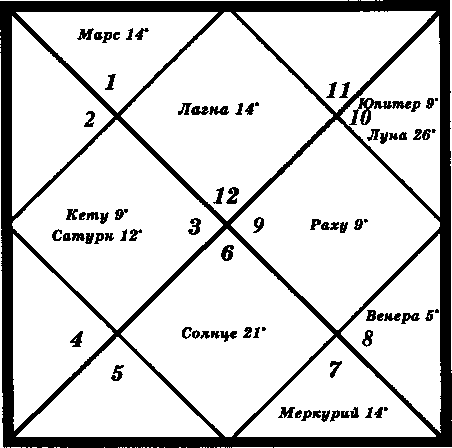 Марс 14°
1
11
Юпитер 9°
2
Лагна 14°
10
Луна 26°
12
Кету 9°
3
9
Раху 9°
Сатурн 12°
6
Венера 5°
4
Солнце 21°
8
5
7
Меркурий 14°